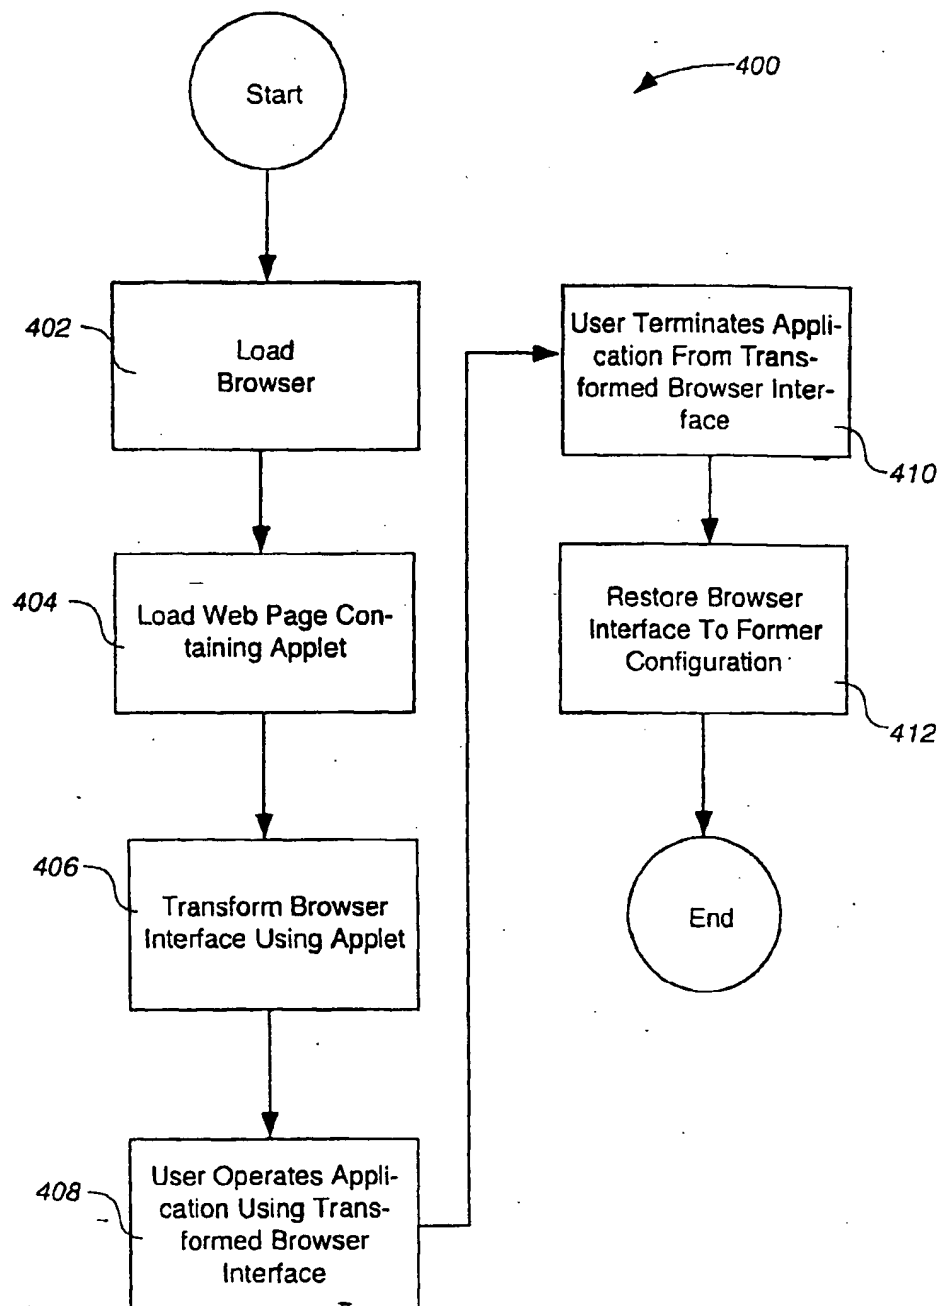 Start
400
402
Load
Browser
404
Load Web Page Con-
taining Applet
406
Transform Browser
Interface Using Applet
408
User Operates Appli-
cation Using Trans-
formed Browser
Interface
User Terminates Appli-
cation From Trans-
formed Browser Inter-
face
410
Restore Browser
Interface To Former
Configuration
412
End